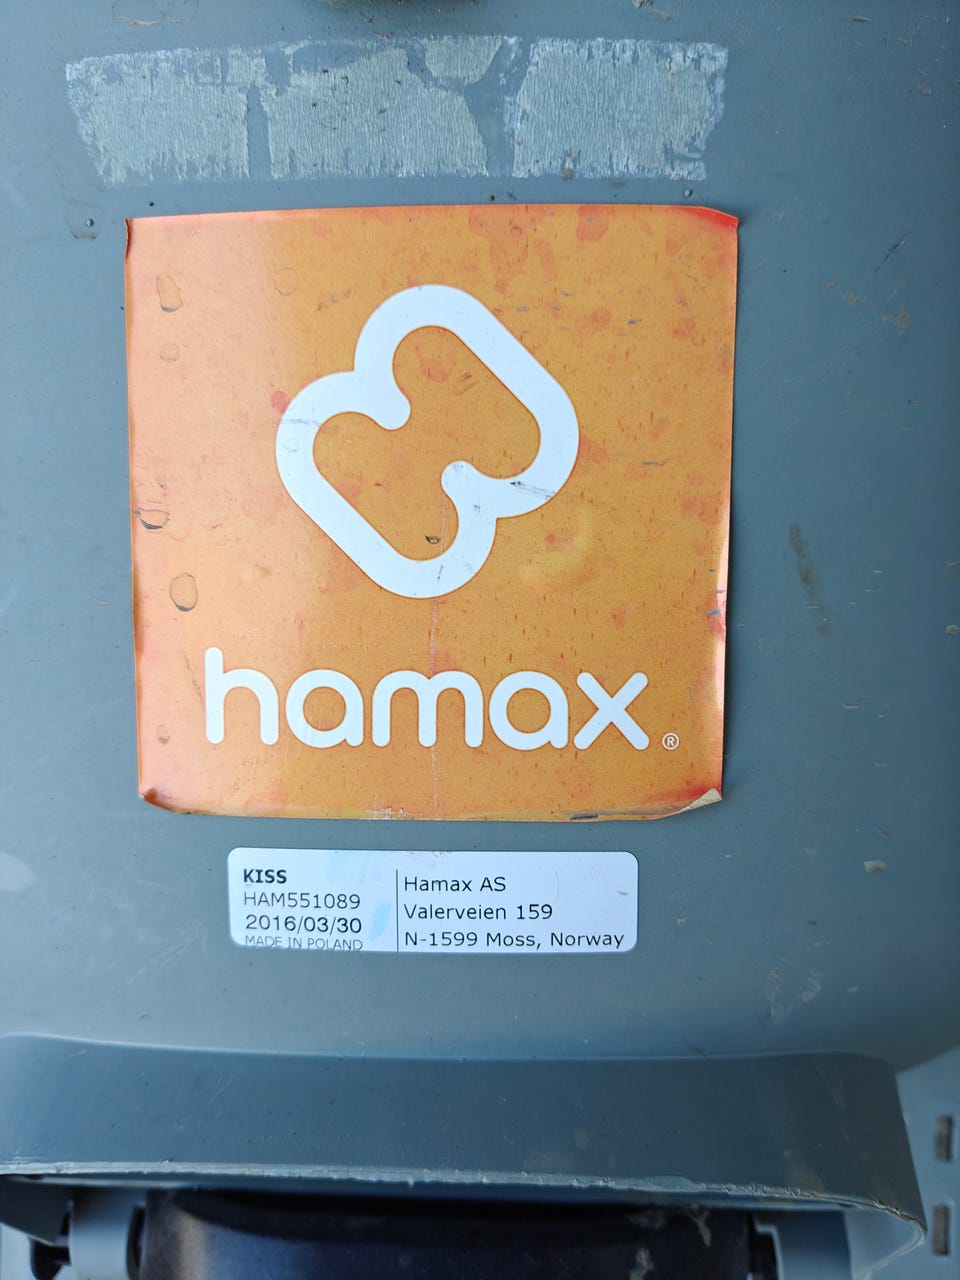 hamax®
KISS
HAM551089
2016/03/30
MADE IN POLAND
Hamax AS
Valerveien 159
N-1599 Moss, Norway